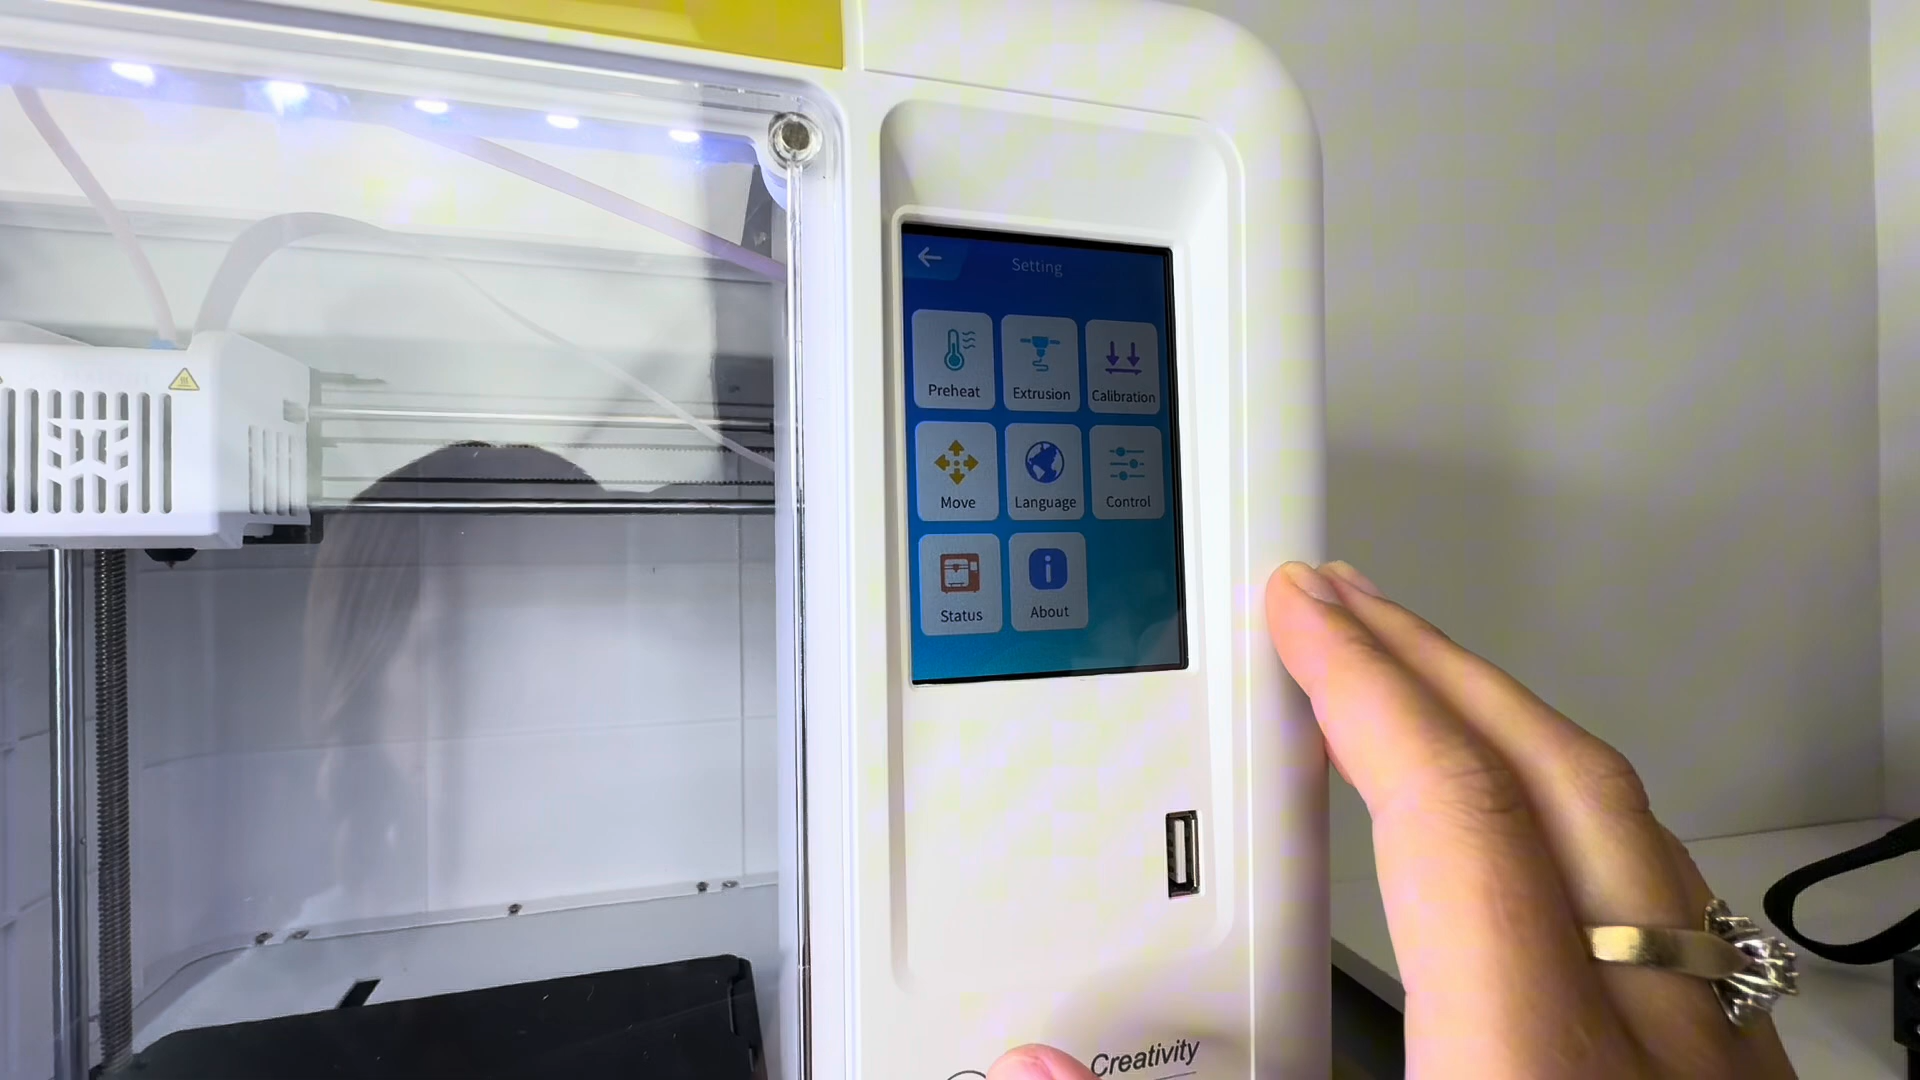 Setting
Preheat
Extrusion
Calibration
Move
Language
Control
Status
About
Creativity